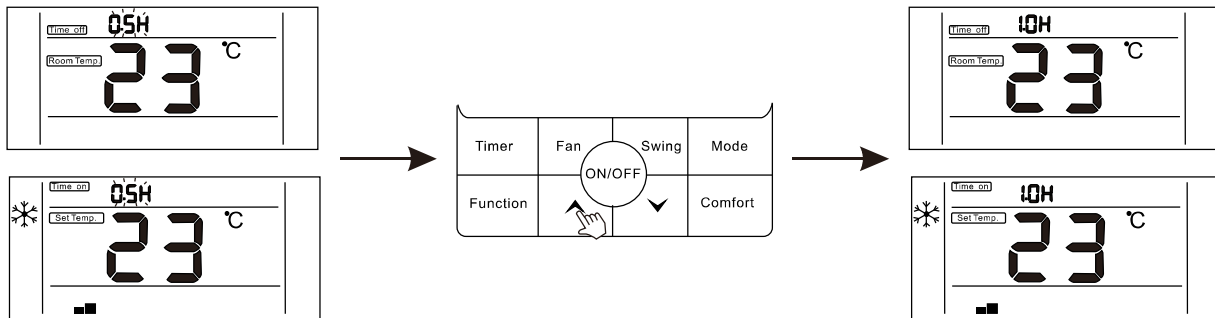 Time off 0.5H
Room Temp. 23 °C
Time on 0.5H
Set Temp. 23 °C
Timer Fan Swing Mode
ON/OFF
Function Comfort
Time off 1.0H
Room Temp. 23 °C
Time on 1.0H
Set Temp. 23 °C